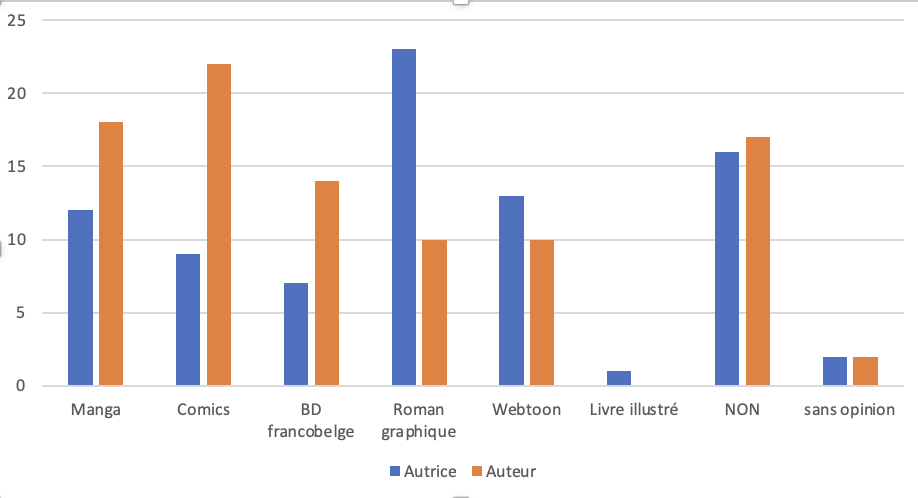 25
20
15
10
5
0
Manga
Comics
BD
francobelge
Roman
graphique
Webtoon
Livre illustré
NON
sans opinion
Autrice
Auteur